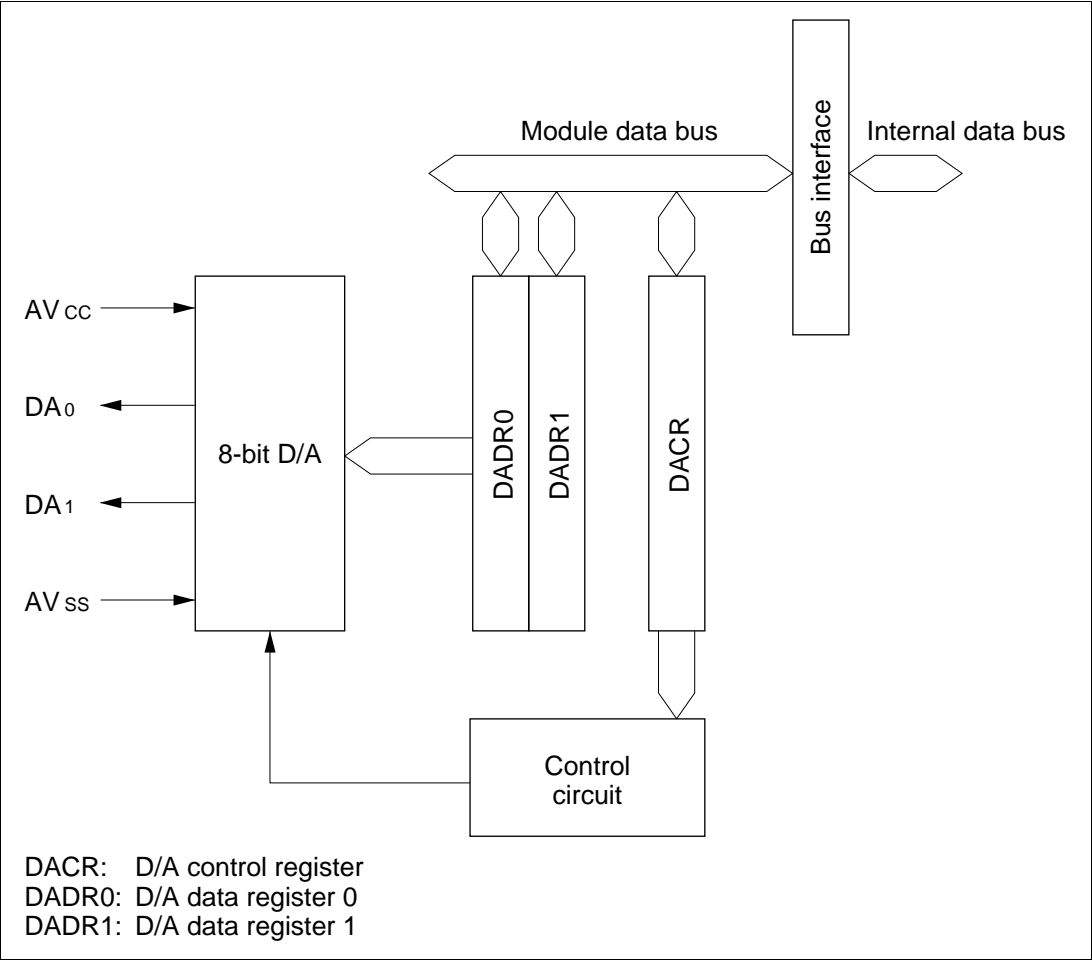 Module data bus
Internal data bus
Bus interface
AVCC
DA0
DA1
AVSS
8-bit D/A
DADR0
DADR1
DACR
Control
circuit
DACR: D/A control register
DADR0: D/A data register 0
DADR1: D/A data register 1